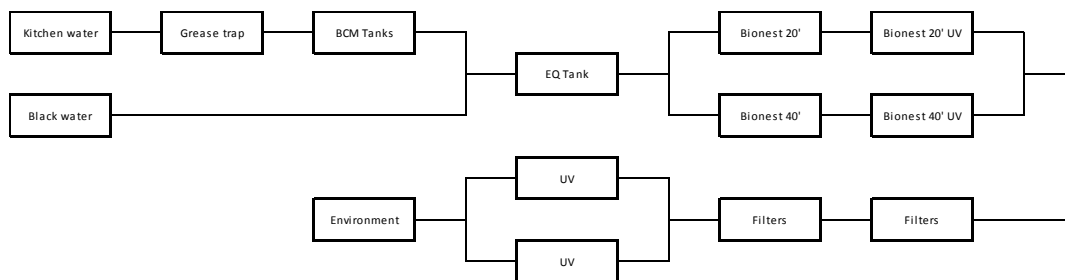 Kitchen water
Grease trap
BCM Tanks
EQ Tank
Bionest 20'
Bionest 20' UV
Black water
Bionest 40'
Bionest 40' UV
UV
Environment
Filters
Filters
UV